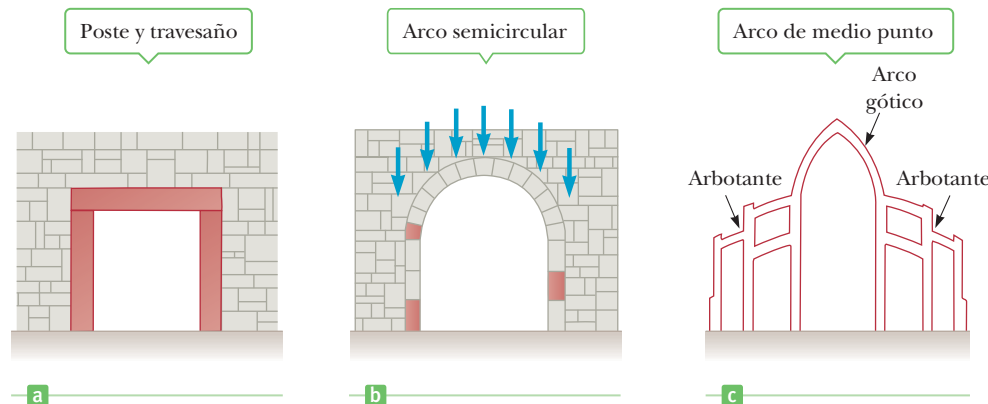 Poste y travesaño
Arco semicircular
Arco de medio punto
Arco
gótico
Arbotante
Arbotante
a
b
c